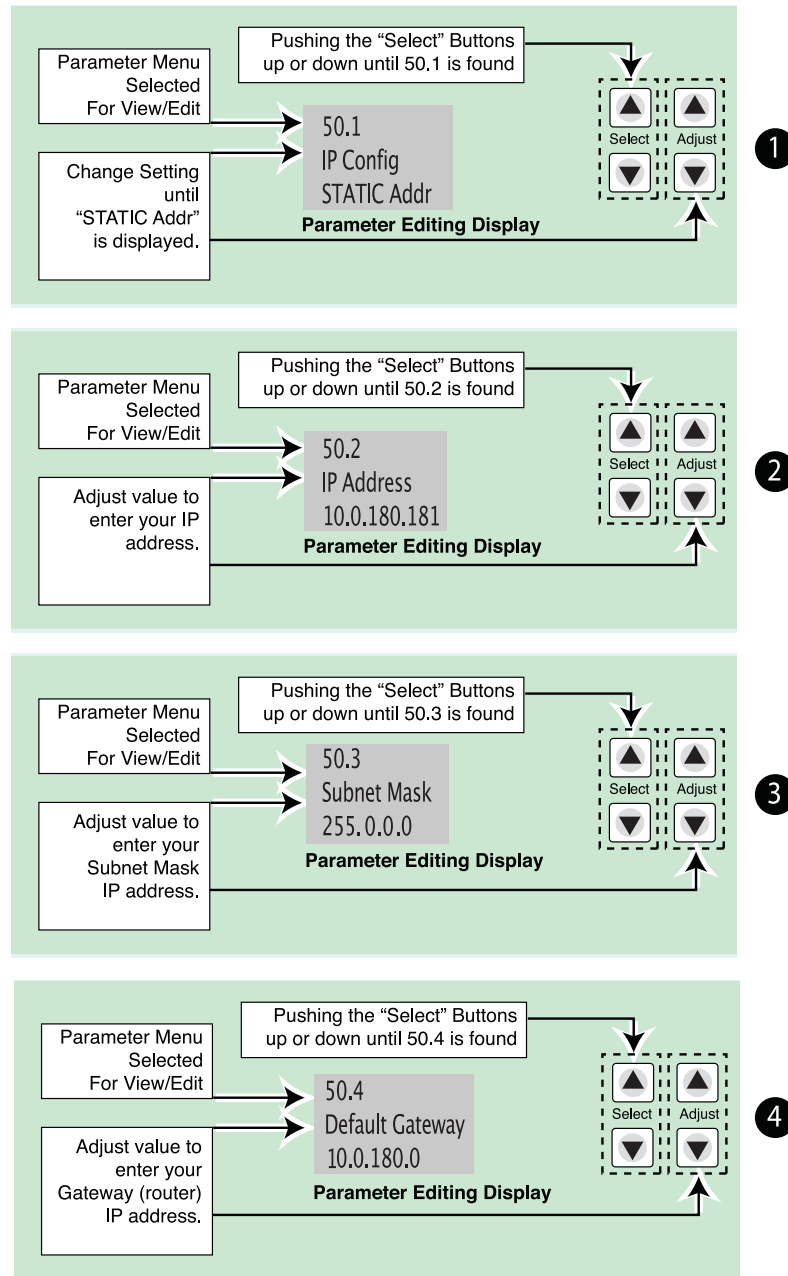 Pushing the “Select” Buttons
up or down until 50.1 is found
Parameter Menu
Selected
For View/Edit
Change Setting
until
“STATIC Addr”
is displayed.
50.1
IP Config
STATIC Addr
Parameter Editing Display
Select
Adjust
1
Pushing the “Select” Buttons
up or down until 50.2 is found
Parameter Menu
Selected
For View/Edit
Adjust value to
enter your IP
address.
50.2
IP Address
10.0.180.181
Parameter Editing Display
Select
Adjust
2
Pushing the “Select” Buttons
up or down until 50.3 is found
Parameter Menu
Selected
For View/Edit
Adjust value to
enter your
Subnet Mask
IP address.
50.3
Subnet Mask
255.0.0.0
Parameter Editing Display
Select
Adjust
3
Pushing the “Select” Buttons
up or down until 50.4 is found
Parameter Menu
Selected
For View/Edit
Adjust value to
enter your
Gateway (router)
IP address.
50.4
Default Gateway
10.0.180.0
Parameter Editing Display
Select
Adjust
4